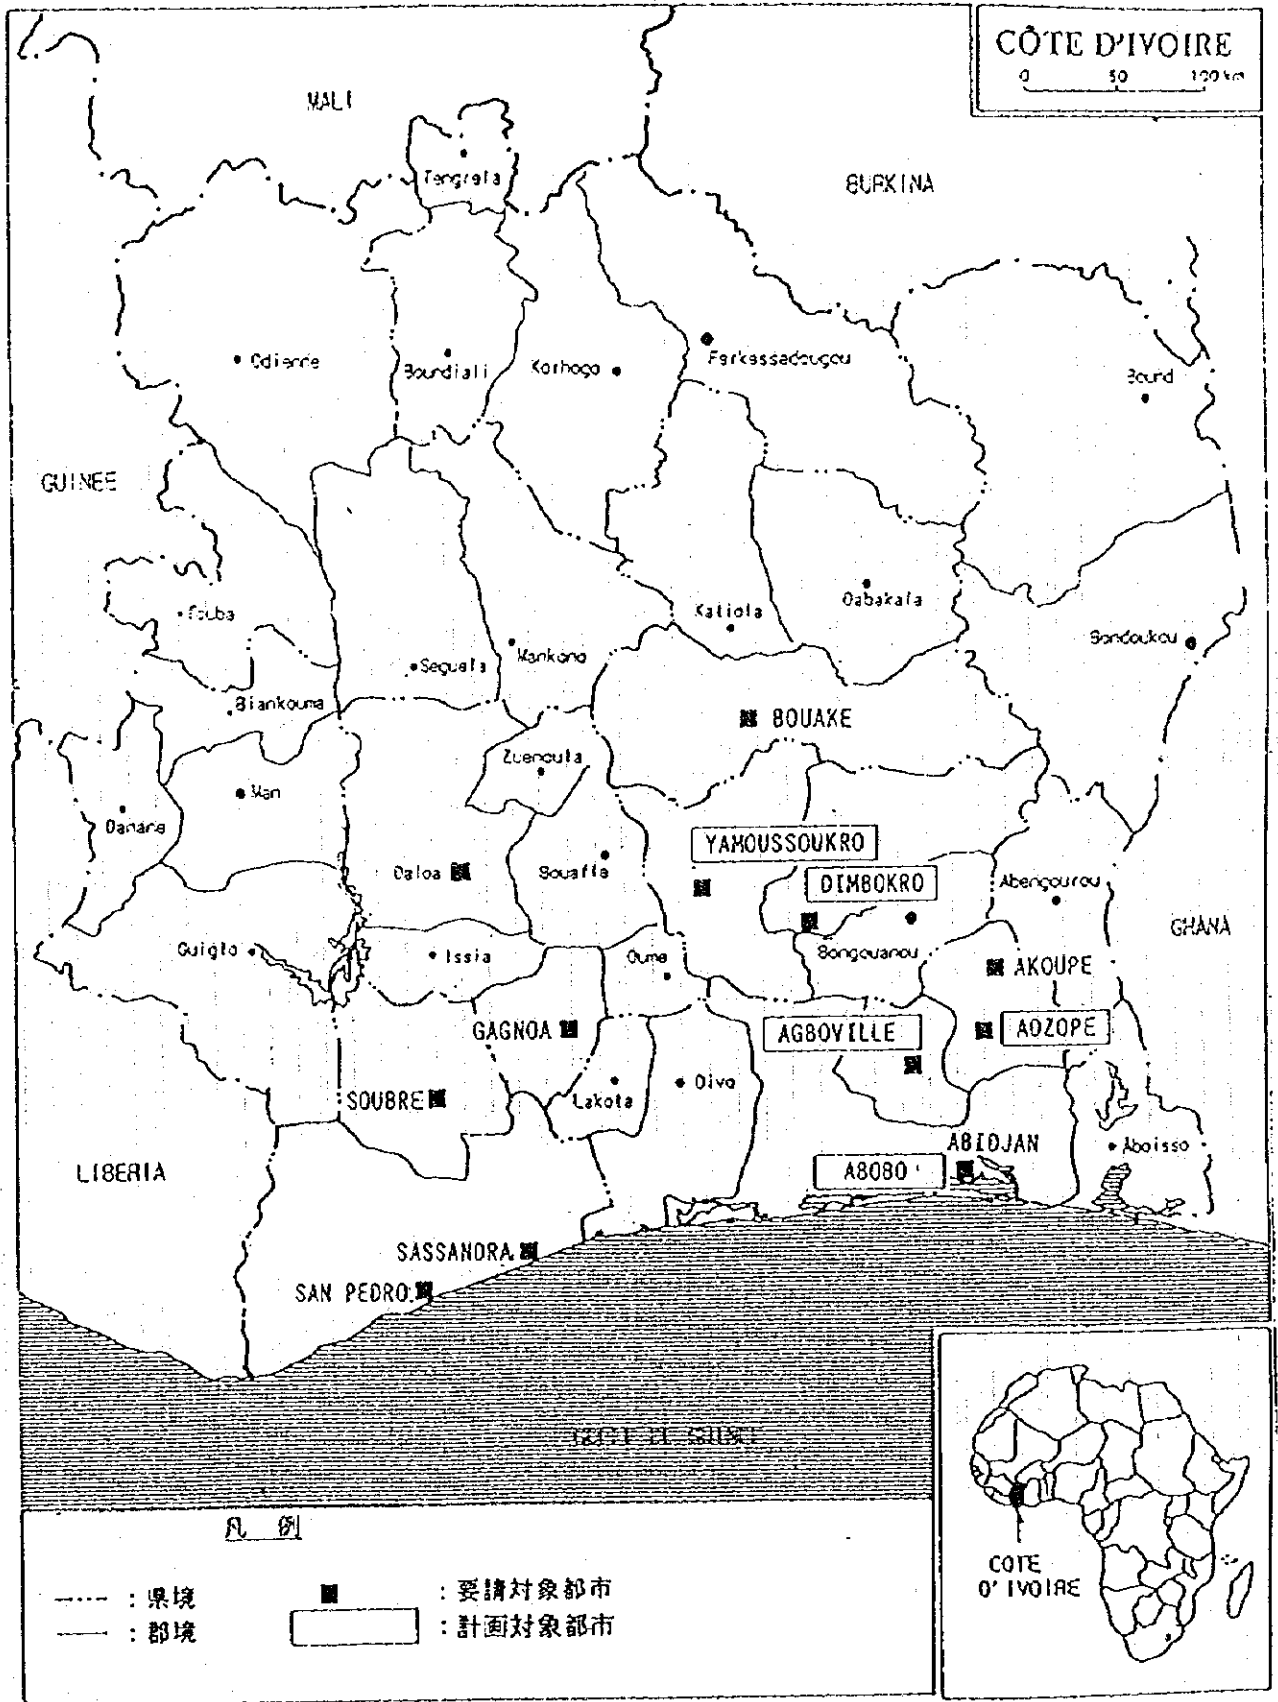 CÔTE D'IVOIRE
0 50 100 km
MALI
BURKINA
Tengrela
Odienne
Boundiali
Korhogo
Ferkessadougou
Bound
GUINEE
Touba
Katiola
Dabakala
Bondoukou
Seguela
Mankono
Biankouma
BOUAKE
Zuenoula
Man
Danane
YAMOUSSOUKRO
Daloa
Bouafle
DIMBOKRO
Abengourou
GHANA
Guiglo
Issia
Oume
Bongouanou
AKOUPE
GAGNOA
AGBOVILLE
AOZOPE
SOUBRE
Lakota
Divo
LIBERIA
ABIDJAN
ABOBO
Aboisso
SASSANDRA
SAN PEDRO
凡 例
: 県境
: 要請対象都市
: 郡境
: 計画対象都市
COTE
D'IVOIRE